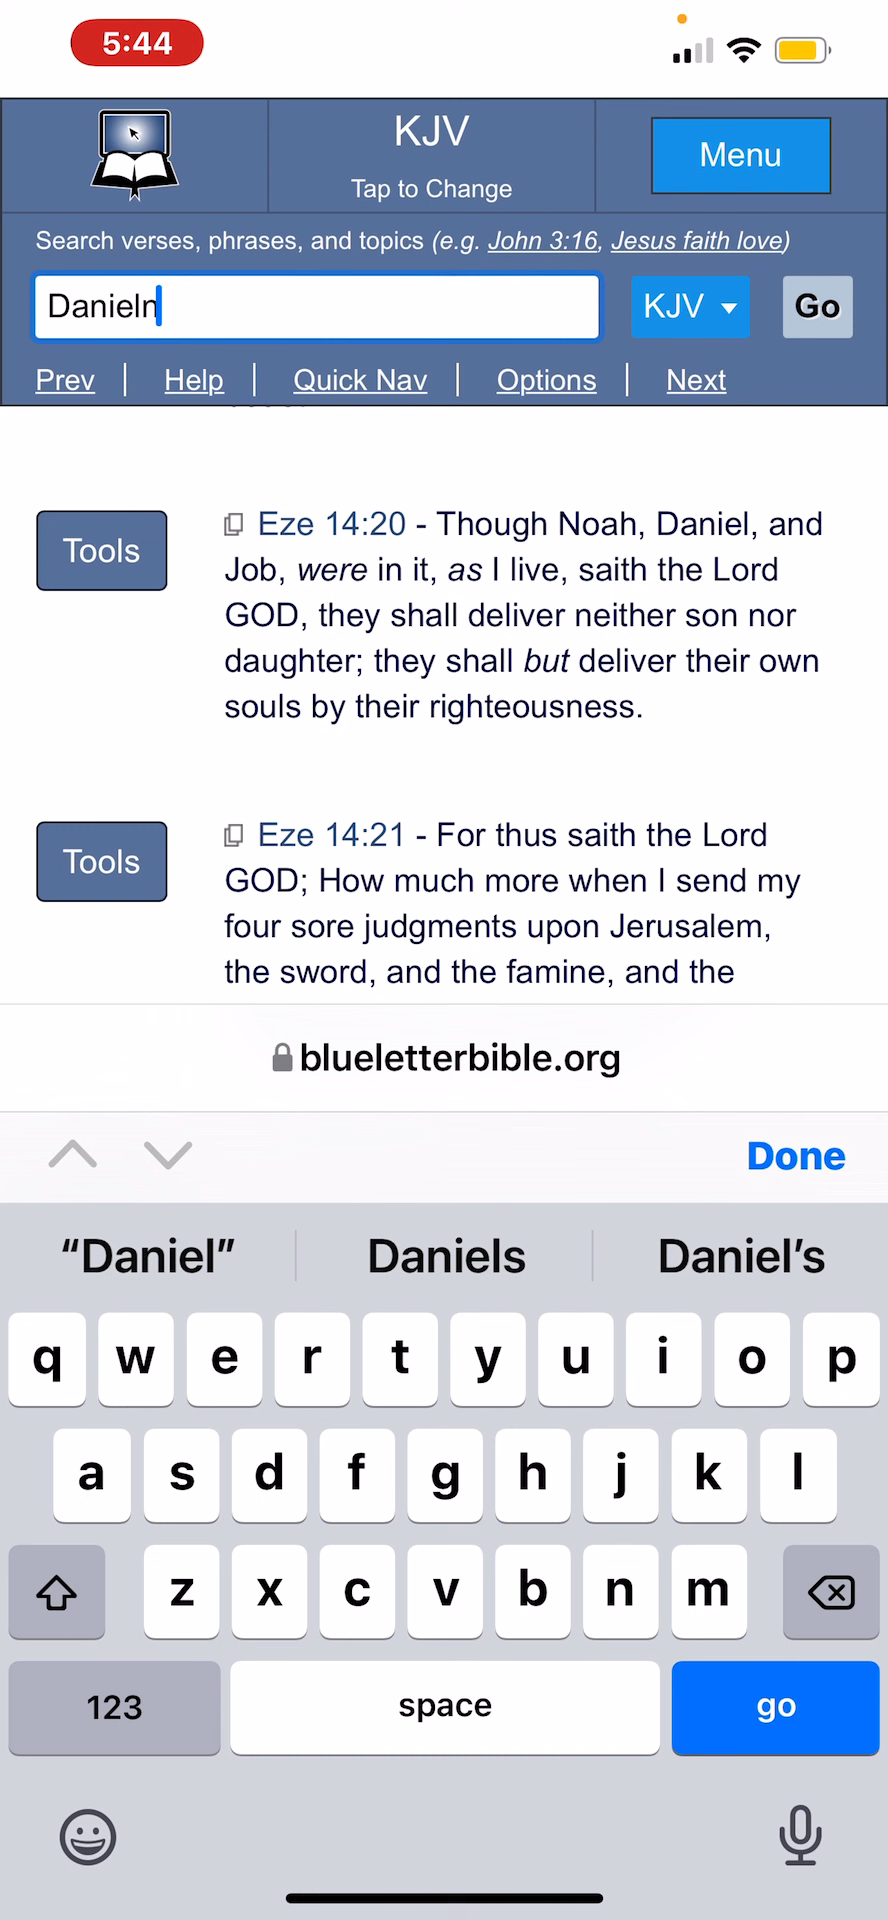 5:44
KJV
Tap to Change
Menu
Search verses, phrases, and topics (e.g. John 3:16, Jesus faith love)
Danieln
KJV
Go
Prev | Help | Quick Nav | Options | Next
Tools
Eze 14:20 - Though Noah, Daniel, and
Job, were in it, as I live, saith the Lord
GOD, they shall deliver neither son nor
daughter; they shall but deliver their own
souls by their righteousness.
Tools
Eze 14:21 - For thus saith the Lord
GOD; How much more when I send my
four sore judgments upon Jerusalem,
the sword, and the famine, and the
blueletterbible.org
Done
“Daniel” Daniels Daniel’s
q w e r t y u i o p
a s d f g h j k l
z x c v b n m
123 space go